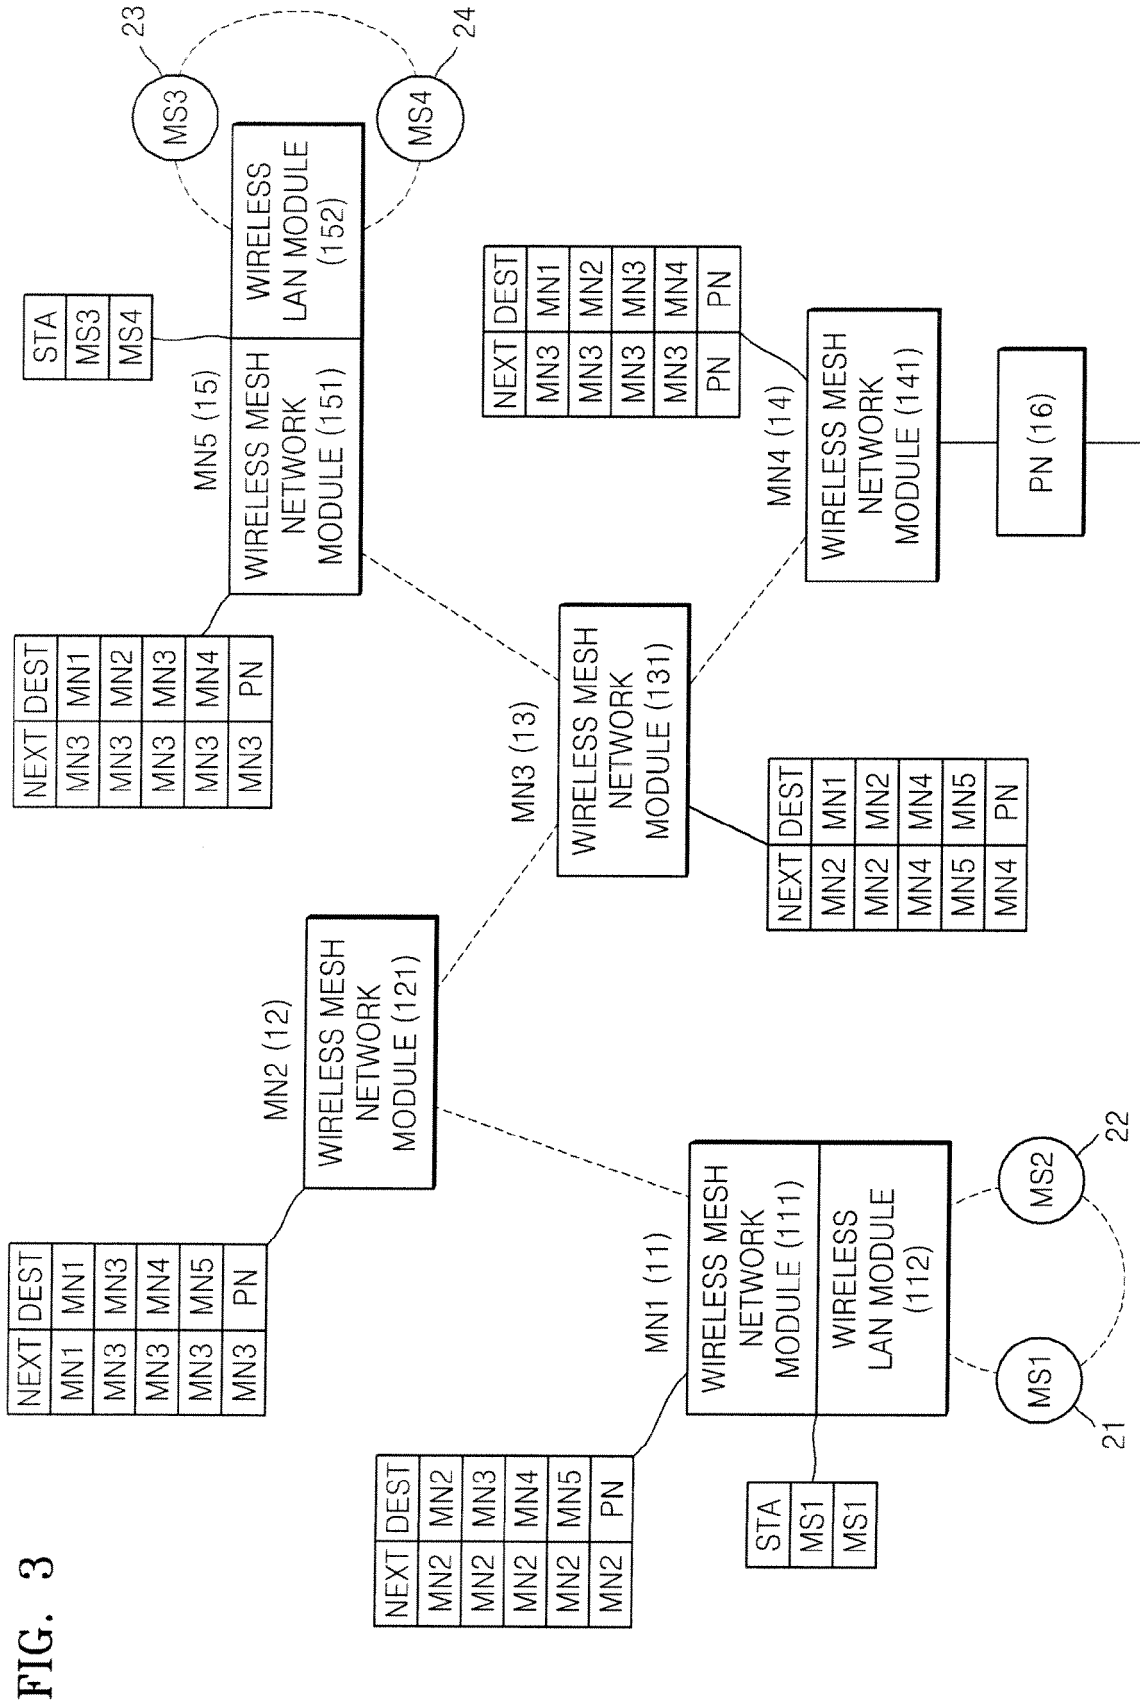 FIG. 3
NEXT DEST
MN1 MN1
MN3 MN3
MN3 MN4
MN3 MN5
MN3 PN
MN2 (12)
WIRELESS MESH
NETWORK
MODULE (121)
NEXT DEST
MN3 MN1
MN3 MN2
MN3 MN3
MN3 MN4
MN3 PN
MN5 (15)
WIRELESS MESH
NETWORK
MODULE (151)
WIRELESS
LAN MODULE
(152)
STA
MS3
MS4
MS3
23
MS4
24
NEXT DEST
MN2 MN2
MN2 MN3
MN2 MN4
MN2 MN5
MN2 PN
MN1 (11)
WIRELESS MESH
NETWORK
MODULE (111)
WIRELESS
LAN MODULE
(112)
STA
MS1
MS1
MS1
21
MS2
22
MN3 (13)
WIRELESS MESH
NETWORK
MODULE (131)
NEXT DEST
MN2 MN1
MN2 MN2
MN4 MN4
MN5 MN5
MN4 PN
NEXT DEST
MN3 MN1
MN3 MN2
MN3 MN3
MN3 MN4
PN PN
MN4 (14)
WIRELESS MESH
NETWORK
MODULE (141)
PN (16)